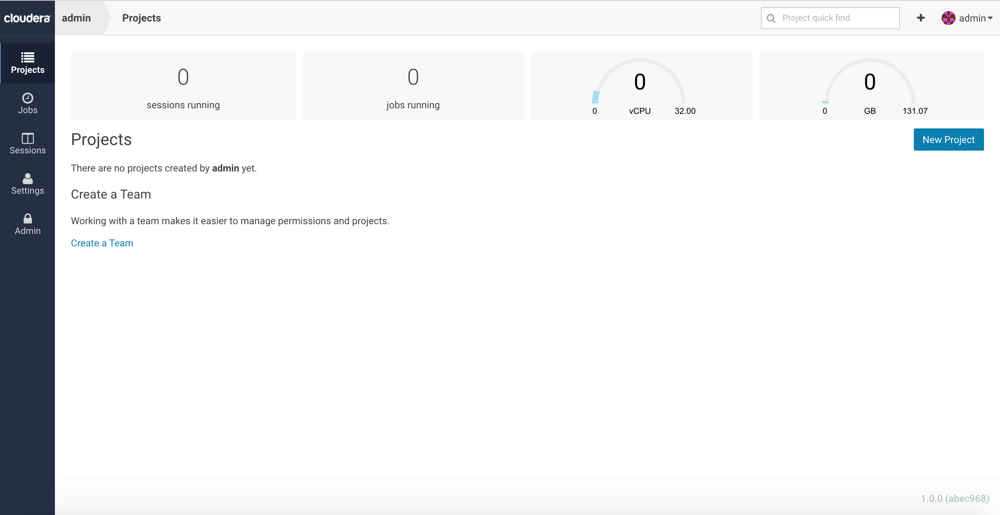 cloudera
admin
Projects
Project quick find
admin
Projects
Jobs
Sessions
Settings
Admin
0
sessions running
0
jobs running
0
0 vCPU 32.00
0
0 GB 131.07
Projects
New Project
There are no projects created by admin yet.
Create a Team
Working with a team makes it easier to manage permissions and projects.
Create a Team
1.0.0 (abec968)